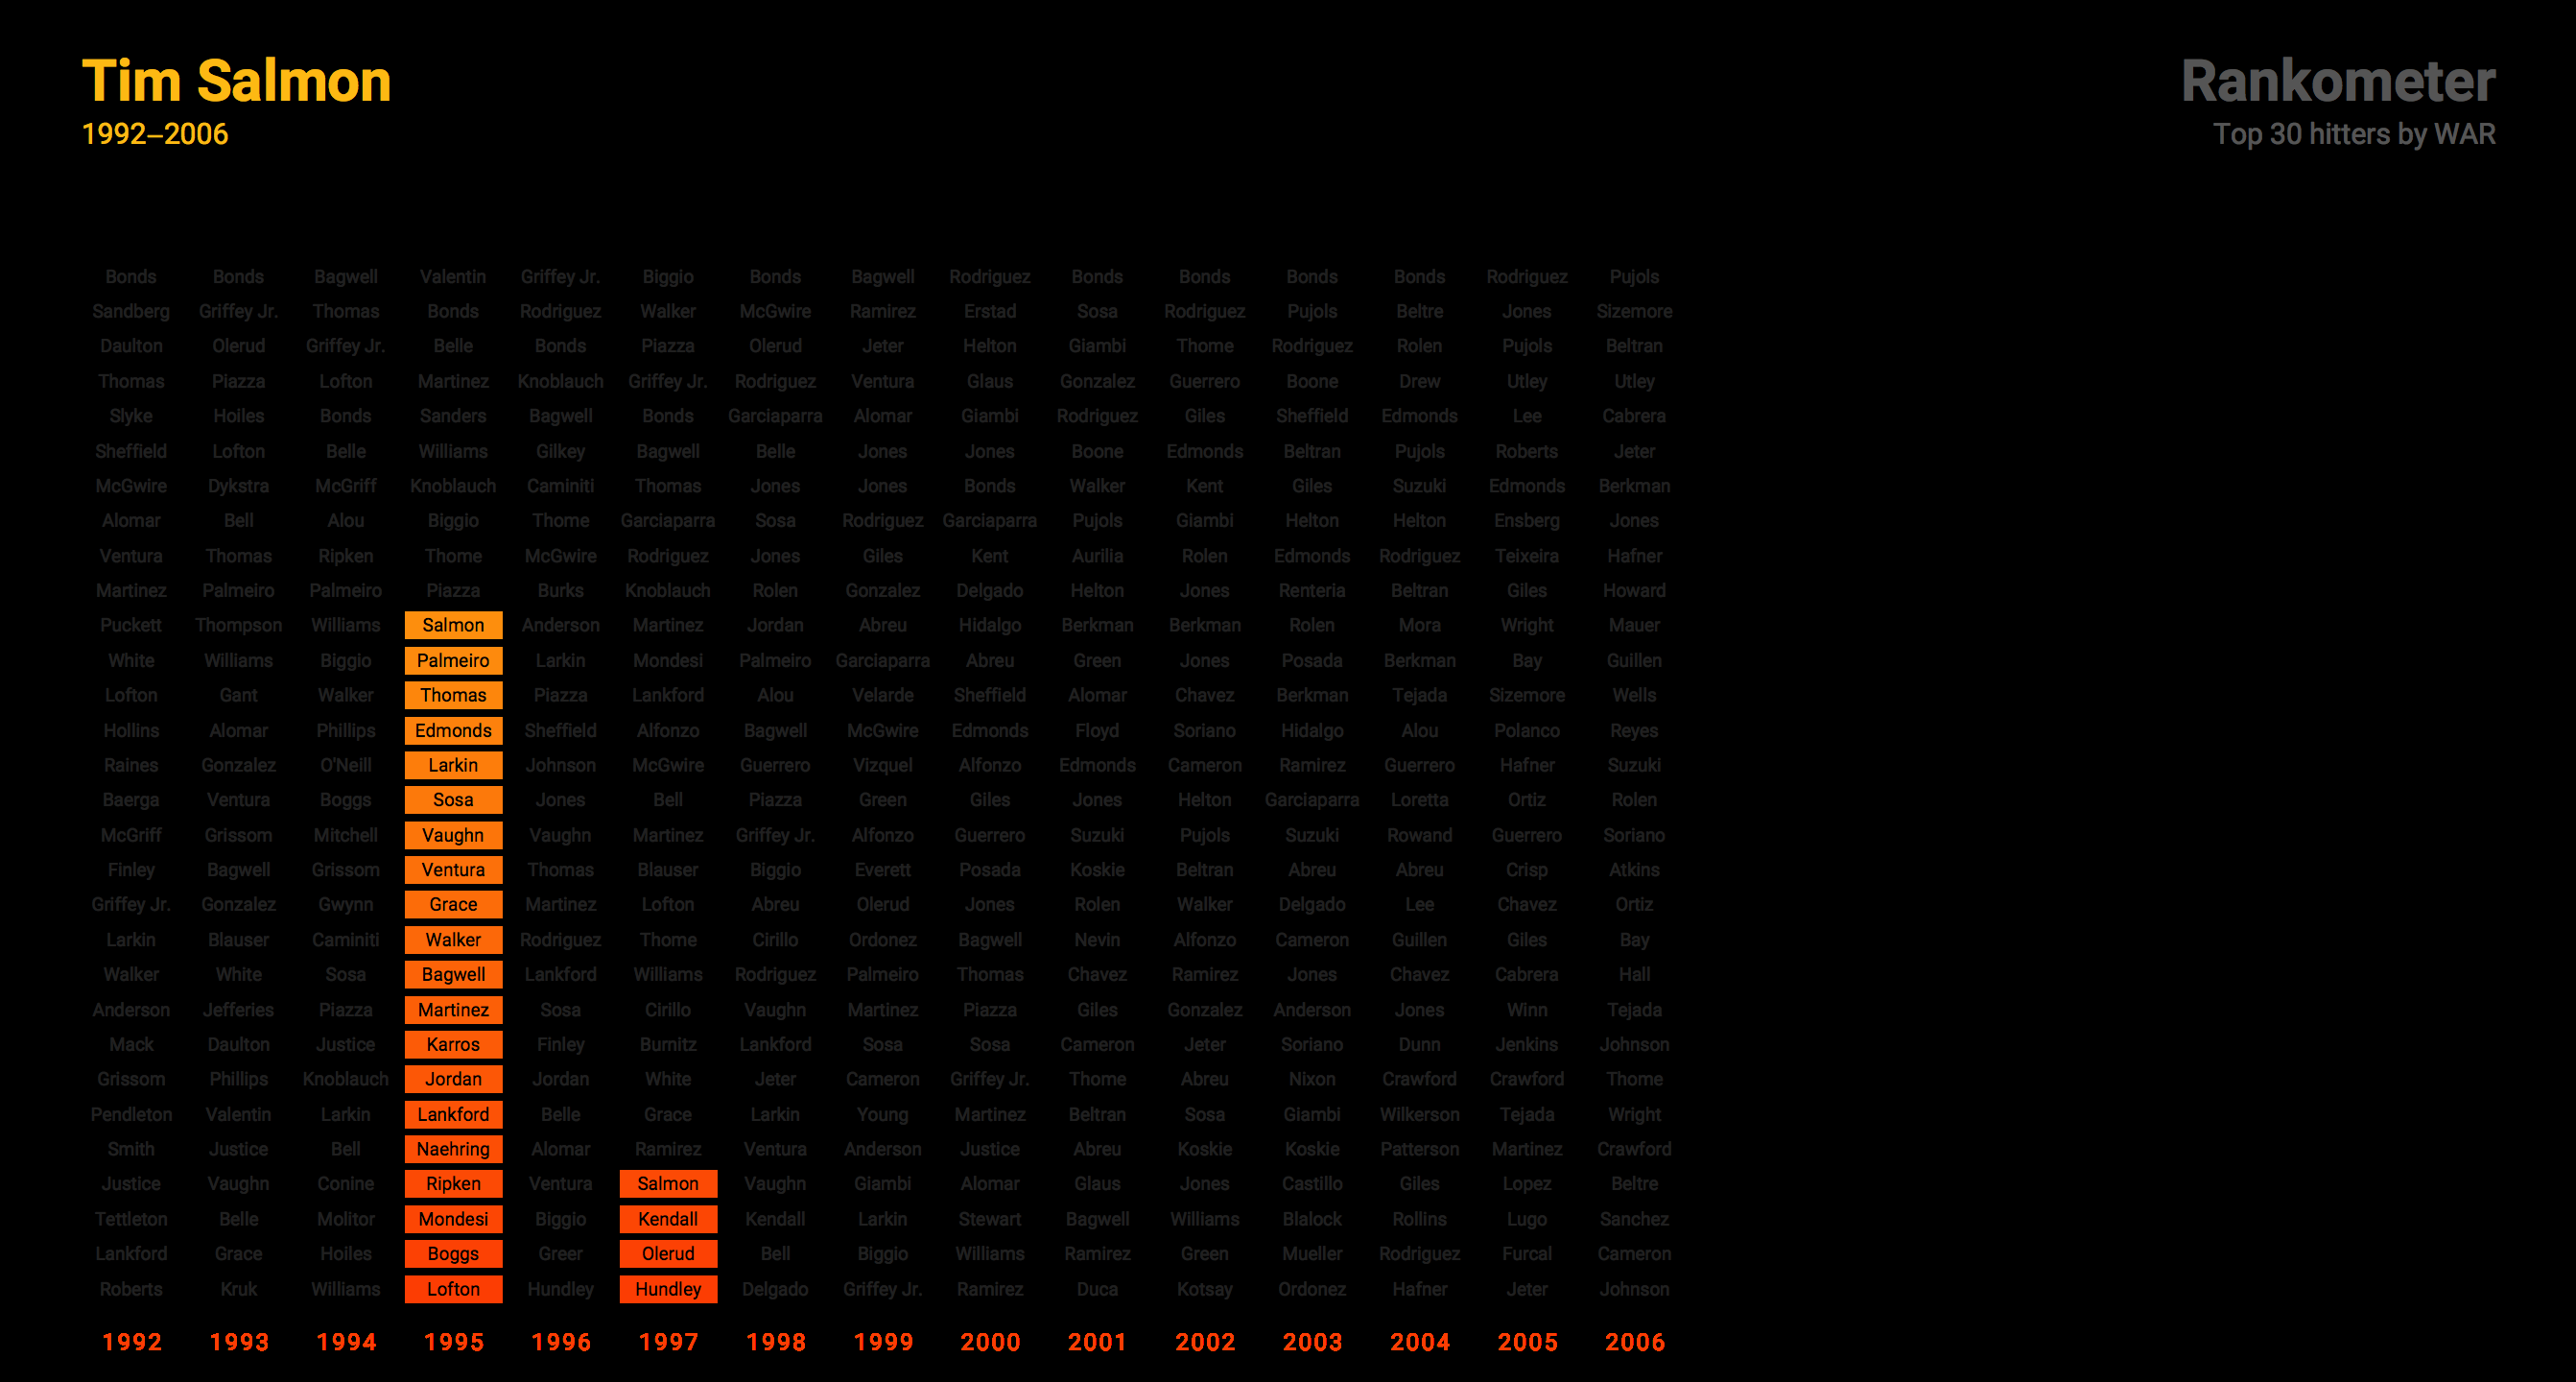 Tim Salmon
1992–2006
Rankometer
Top 30 hitters by WAR
Bonds Bonds Bagwell Valentin Griffey Jr. Biggio Bonds Bagwell Rodriguez Bonds Bonds Bonds Bonds Rodriguez Pujols
Sandberg Griffey Jr. Thomas Bonds Rodriguez Walker McGwire Ramirez Erstad Sosa Rodriguez Pujols Beltre Jones Sizemore
Daulton Olerud Griffey Jr. Belle Bonds Piazza Olerud Jeter Helton Giambi Thome Rodriguez Rolen Pujols Beltran
Thomas Piazza Lofton Martinez Knoblauch Griffey Jr. Rodriguez Ventura Glaus Gonzalez Guerrero Boone Drew Utley Utley
Slyke Hoiles Bonds Sanders Bagwell Bonds Garciaparra Alomar Giambi Rodriguez Giles Sheffield Edmonds Lee Cabrera
Sheffield Lofton Belle Williams Gilkey Bagwell Belle Jones Jones Boone Edmonds Beltran Pujols Roberts Jeter
McGwire Dykstra McGriff Knoblauch Caminiti Thomas Jones Jones Bonds Walker Kent Giles Suzuki Edmonds Berkman
Alomar Bell Alou Biggio Thome Garciaparra Sosa Rodriguez Garciaparra Pujols Giambi Helton Helton Ensberg Jones
Ventura Thomas Ripken Thome McGwire Rodriguez Jones Giles Kent Aurilia Rolen Edmonds Rodriguez Teixeira Hafner
Martinez Palmeiro Palmeiro Piazza Burks Knoblauch Rolen Gonzalez Delgado Helton Jones Renteria Beltran Giles Howard
Puckett Thompson Williams Salmon Anderson Martinez Jordan Abreu Hidalgo Berkman Berkman Rolen Mora Wright Mauer
White Williams Biggio Palmeiro Larkin Mondesi Palmeiro Garciaparra Abreu Green Jones Posada Berkman Bay Guillen
Lofton Gant Walker Thomas Piazza Lankford Alou Velarde Sheffield Alomar Chavez Berkman Tejada Sizemore Wells
Hollins Alomar Phillips Edmonds Sheffield Alfonzo Bagwell McGwire Edmonds Floyd Soriano Hidalgo Alou Polanco Reyes
Raines Gonzalez O'Neill Larkin Johnson McGwire Guerrero Vizquel Alfonzo Edmonds Cameron Ramirez Guerrero Hafner Suzuki
Baerga Ventura Boggs Sosa Jones Bell Piazza Green Giles Jones Helton Garciaparra Loretta Ortiz Rolen
McGriff Grissom Mitchell Vaughn Vaughn Martinez Griffey Jr. Alfonzo Guerrero Suzuki Pujols Suzuki Rowand Guerrero Soriano
Finley Bagwell Grissom Ventura Thomas Blauser Biggio Everett Posada Koskie Beltran Abreu Abreu Crisp Atkins
Griffey Jr. Gonzalez Gwynn Grace Martinez Lofton Abreu Olerud Jones Rolen Walker Delgado Lee Chavez Ortiz
Larkin Blauser Caminiti Walker Rodriguez Thome Cirillo Ordonez Bagwell Nevin Alfonzo Cameron Guillen Giles Bay
Walker White Sosa Bagwell Lankford Williams Rodriguez Palmeiro Thomas Chavez Ramirez Jones Chavez Cabrera Hall
Anderson Jefferies Piazza Martinez Sosa Cirillo Vaughn Martinez Piazza Giles Gonzalez Anderson Jones Winn Tejada
Mack Daulton Justice Karros Finley Burnitz Lankford Sosa Sosa Cameron Jeter Soriano Dunn Jenkins Johnson
Grissom Phillips Knoblauch Jordan Jordan White Jeter Cameron Griffey Jr. Thome Abreu Nixon Crawford Crawford Thome
Pendleton Valentin Larkin Lankford Belle Grace Larkin Young Martinez Beltran Sosa Giambi Wilkerson Tejada Wright
Smith Justice Bell Naehring Alomar Ramirez Ventura Anderson Justice Abreu Koskie Koskie Patterson Martinez Crawford
Justice Vaughn Conine Ripken Ventura Salmon Vaughn Giambi Alomar Glaus Jones Castillo Giles Lopez Beltre
Tettleton Belle Molitor Mondesi Biggio Kendall Kendall Larkin Stewart Bagwell Williams Blalock Rollins Lugo Sanchez
Lankford Grace Hoiles Boggs Greer Olerud Bell Biggio Williams Ramirez Green Mueller Rodriguez Furcal Cameron
Roberts Kruk Williams Lofton Hundley Hundley Delgado Griffey Jr. Ramirez Duca Kotsay Ordonez Hafner Jeter Johnson
1992 1993 1994 1995 1996 1997 1998 1999 2000 2001 2002 2003 2004 2005 2006